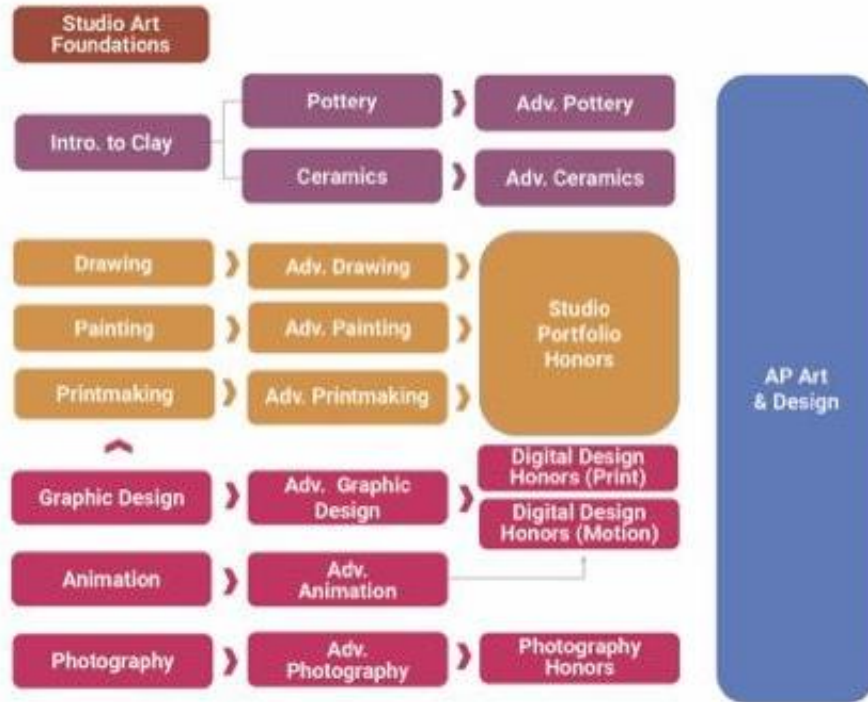 Studio Art
Foundations
Intro. to Clay
Pottery
Adv. Pottery
Ceramics
Adv. Ceramics
Drawing
Adv. Drawing
Painting
Adv. Painting
Printmaking
Adv. Printmaking
Studio
Portfolio
Honors
Graphic Design
Adv. Graphic
Design
Digital Design
Honors (Print)
Digital Design
Honors (Motion)
Animation
Adv.
Animation
Photography
Adv.
Photography
Photography
Honors
AP Art
& Design